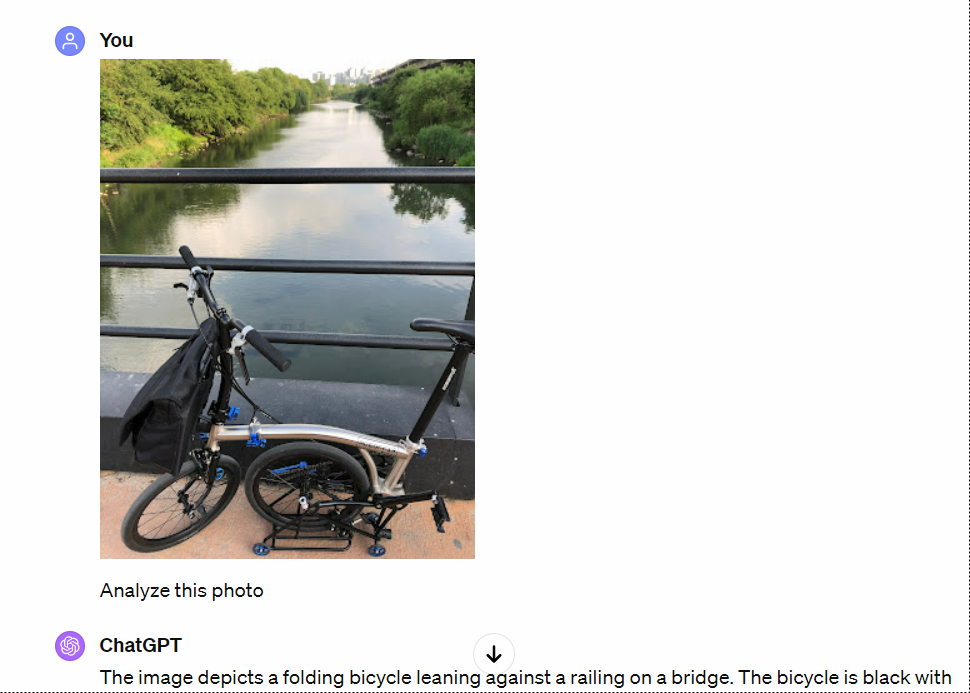 You
Analyze this photo
ChatGPT
The image depicts a folding bicycle leaning against a railing on a bridge. The bicycle is black with